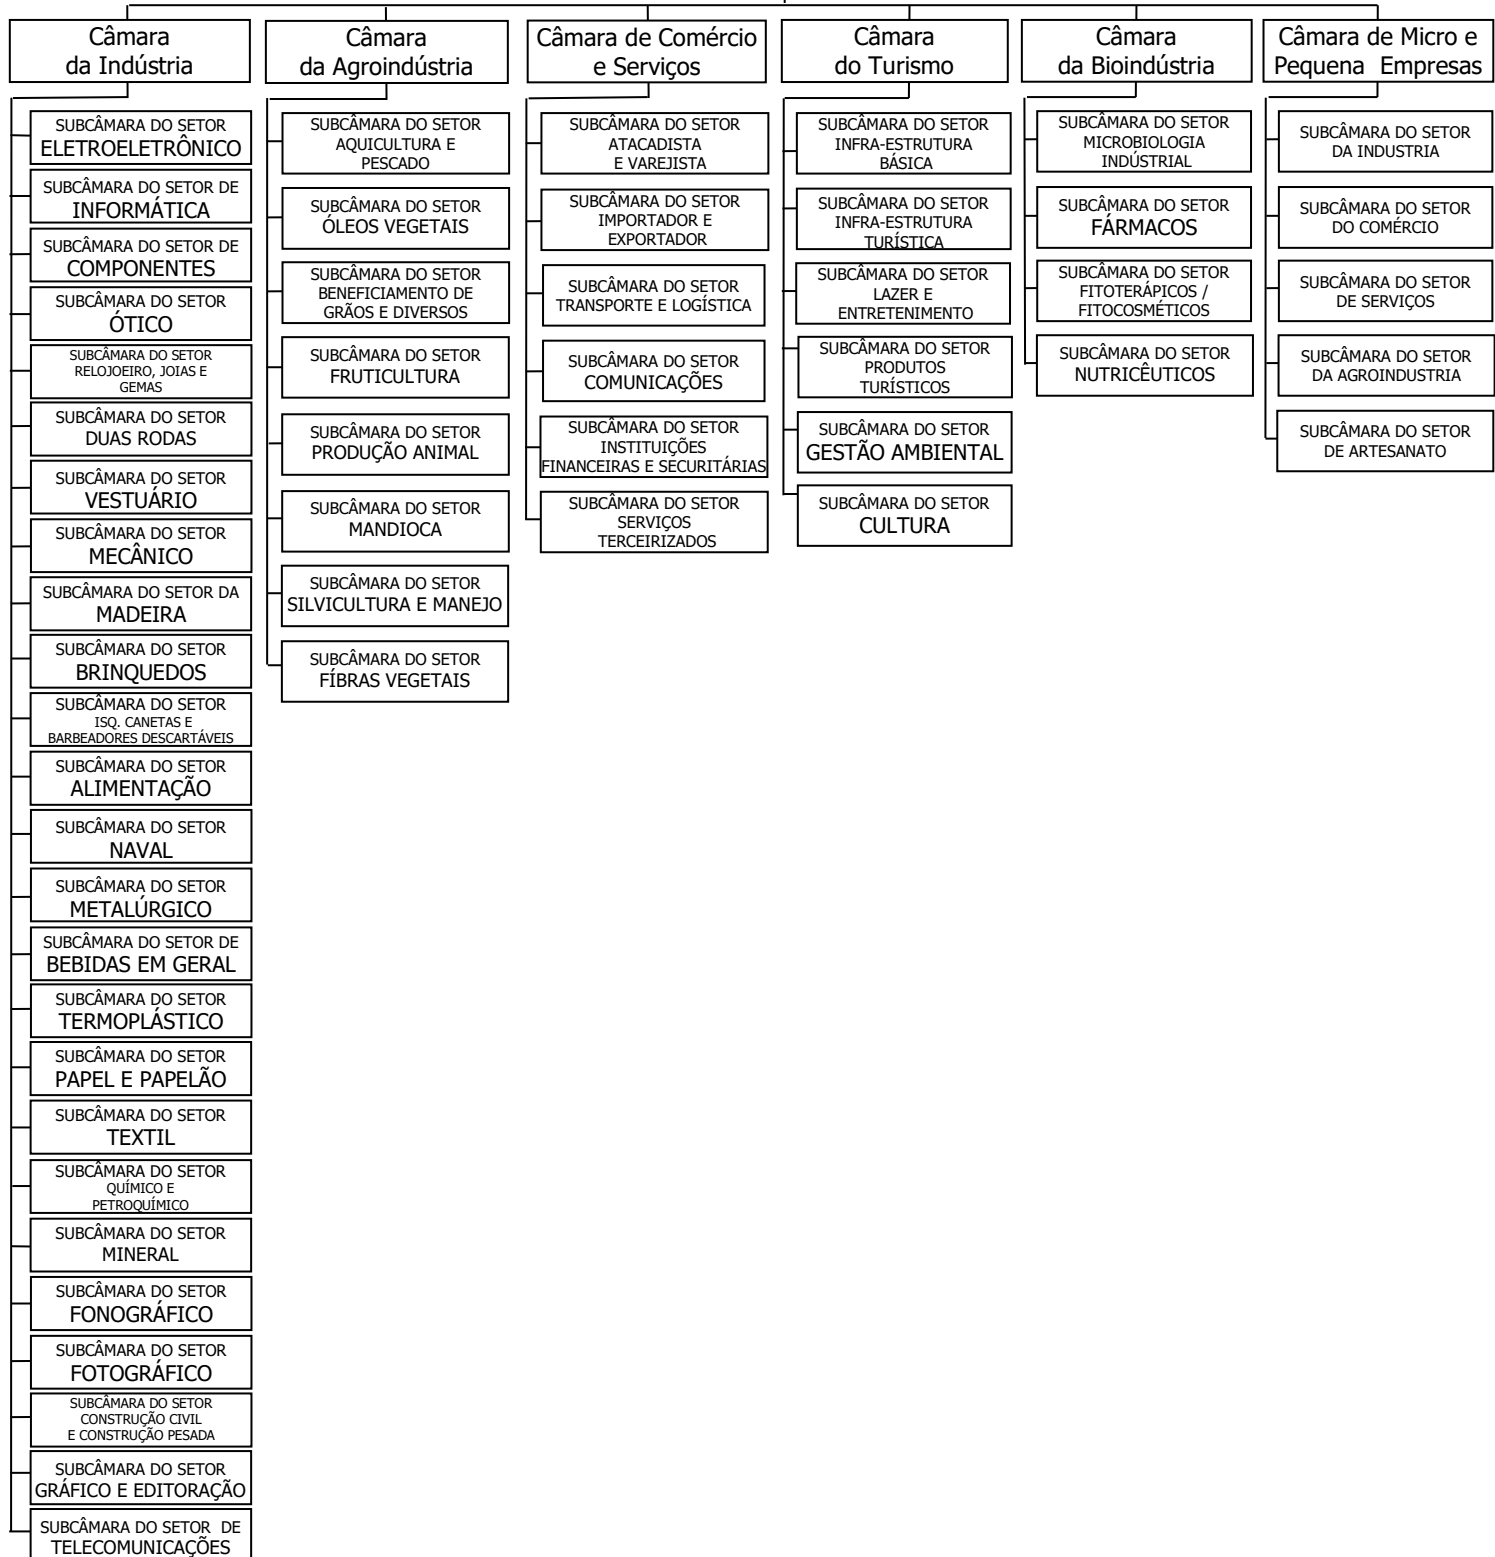 Câmara
da Indústria
SUBCÂMARA DO SETOR
ELETROELETRÔNICO
SUBCÂMARA DO SETOR DE
INFORMÁTICA
SUBCÂMARA DO SETOR DE
COMPONENTES
SUBCÂMARA DO SETOR
ÓTICO
SUBCÂMARA DO SETOR
RELOJOEIRO, JOIAS E
GEMAS
SUBCÂMARA DO SETOR
DUAS RODAS
SUBCÂMARA DO SETOR
VESTUÁRIO
SUBCÂMARA DO SETOR
MECÂNICO
SUBCÂMARA DO SETOR DA
MADEIRA
SUBCÂMARA DO SETOR
BRINQUEDOS
SUBCÂMARA DO SETOR
ISQ. CANETAS E
BARBEADORES DESCARTÁVEIS
SUBCÂMARA DO SETOR
ALIMENTAÇÃO
SUBCÂMARA DO SETOR
NAVAL
SUBCÂMARA DO SETOR
METALÚRGICO
SUBCÂMARA DO SETOR DE
BEBIDAS EM GERAL
SUBCÂMARA DO SETOR
TERMOPLÁSTICO
SUBCÂMARA DO SETOR
PAPEL E PAPELÃO
SUBCÂMARA DO SETOR
TEXTIL
SUBCÂMARA DO SETOR
QUÍMICO E
PETROQUÍMICO
SUBCÂMARA DO SETOR
MINERAL
SUBCÂMARA DO SETOR
FONOGRÁFICO
SUBCÂMARA DO SETOR
FOTOGRÁFICO
SUBCÂMARA DO SETOR
CONSTRUÇÃO CIVIL
E CONSTRUÇÃO PESADA
SUBCÂMARA DO SETOR
GRÁFICO E EDITORAÇÃO
SUBCÂMARA DO SETOR DE
TELECOMUNICAÇÕES
Câmara
da Agroindústria
SUBCÂMARA DO SETOR
AQUICULTURA E
PESCADO
SUBCÂMARA DO SETOR
ÓLEOS VEGETAIS
SUBCÂMARA DO SETOR
BENEFICIAMENTO DE
GRÃOS E DIVERSOS
SUBCÂMARA DO SETOR
FRUTICULTURA
SUBCÂMARA DO SETOR
PRODUÇÃO ANIMAL
SUBCÂMARA DO SETOR
MANDIOCA
SUBCÂMARA DO SETOR
SILVICULTURA E MANEJO
SUBCÂMARA DO SETOR
FÍBRAS VEGETAIS
Câmara de Comércio
e Serviços
SUBCÂMARA DO SETOR
ATACADISTA
E VAREJISTA
SUBCÂMARA DO SETOR
IMPORTADOR E
EXPORTADOR
SUBCÂMARA DO SETOR
TRANSPORTE E LOGÍSTICA
SUBCÂMARA DO SETOR
COMUNICAÇÕES
SUBCÂMARA DO SETOR
INSTITUIÇÕES
FINANCEIRAS E SECURITÁRIAS
SUBCÂMARA DO SETOR
SERVIÇOS
TERCEIRIZADOS
Câmara
do Turismo
SUBCÂMARA DO SETOR
INFRA-ESTRUTURA
BÁSICA
SUBCÂMARA DO SETOR
INFRA-ESTRUTURA
TURÍSTICA
SUBCÂMARA DO SETOR
LAZER E
ENTRETENIMENTO
SUBCÂMARA DO SETOR
PRODUTOS
TURÍSTICOS
SUBCÂMARA DO SETOR
GESTÃO AMBIENTAL
SUBCÂMARA DO SETOR
CULTURA
Câmara
da Bioindústria
SUBCÂMARA DO SETOR
MICROBIOLOGIA
INDÚSTRIAL
SUBCÂMARA DO SETOR
FÁRMACOS
SUBCÂMARA DO SETOR
FITOTERÁPICOS /
FITOCOSMÉTICOS
SUBCÂMARA DO SETOR
NUTRICÊUTICOS
Câmara de Micro e
Pequena Empresas
SUBCÂMARA DO SETOR
DA INDUSTRIA
SUBCÂMARA DO SETOR
DO COMÉRCIO
SUBCÂMARA DO SETOR
DE SERVIÇOS
SUBCÂMARA DO SETOR
DA AGROINDUSTRIA
SUBCÂMARA DO SETOR
DE ARTESANATO